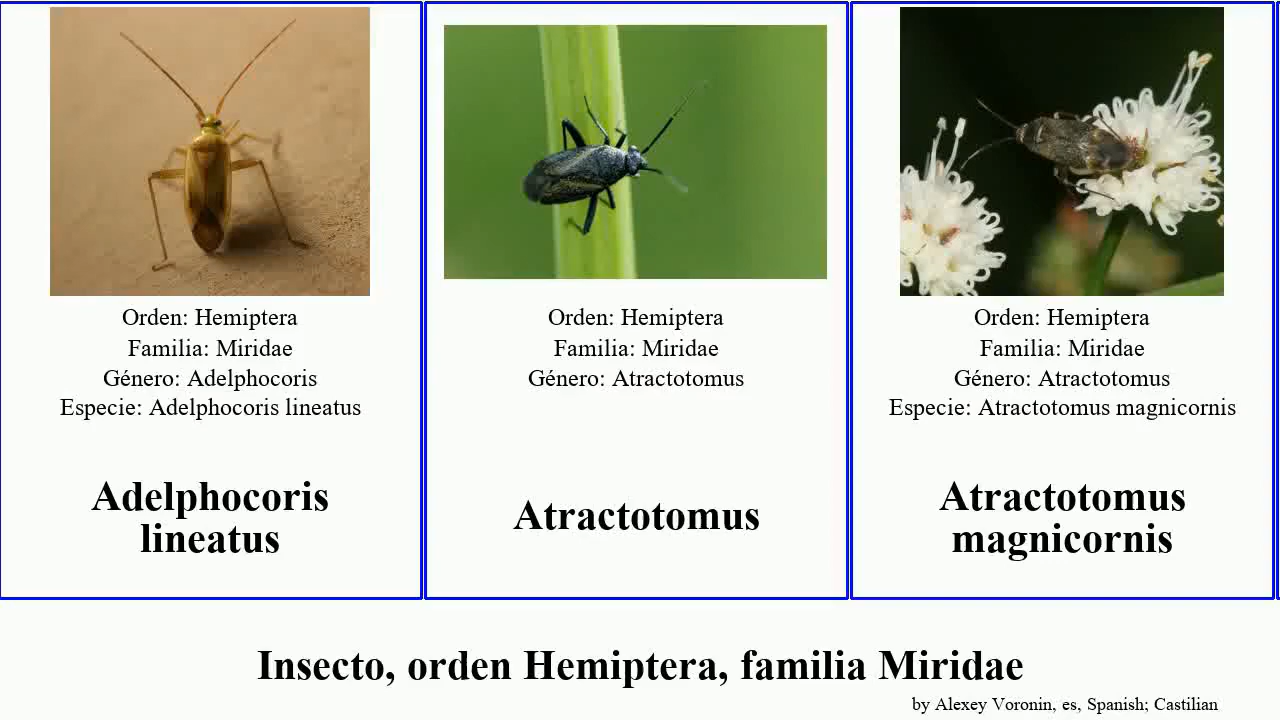 Orden: Hemiptera
Familia: Miridae
Género: Adelphocoris
Especie: Adelphocoris lineatus
Adelphocoris
lineatus
Orden: Hemiptera
Familia: Miridae
Género: Atractotomus
Atractotomus
Orden: Hemiptera
Familia: Miridae
Género: Atractotomus
Especie: Atractotomus magnicornis
Atractotomus
magnicornis
Insecto, orden Hemiptera, familia Miridae
by Alexey Voronin, es, Spanish; Castilian